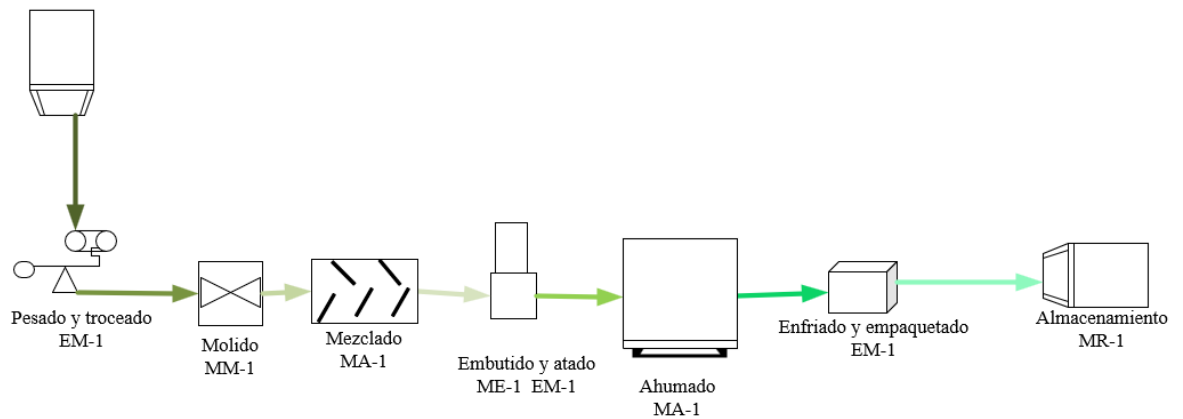 Pesado y troceado
EM-1
Molido
MM-1
Mezclado
MA-1
Embutido y atado
ME-1 EM-1
Ahumado
MA-1
Enfriado y empaquetado
EM-1
Almacenamiento
MR-1